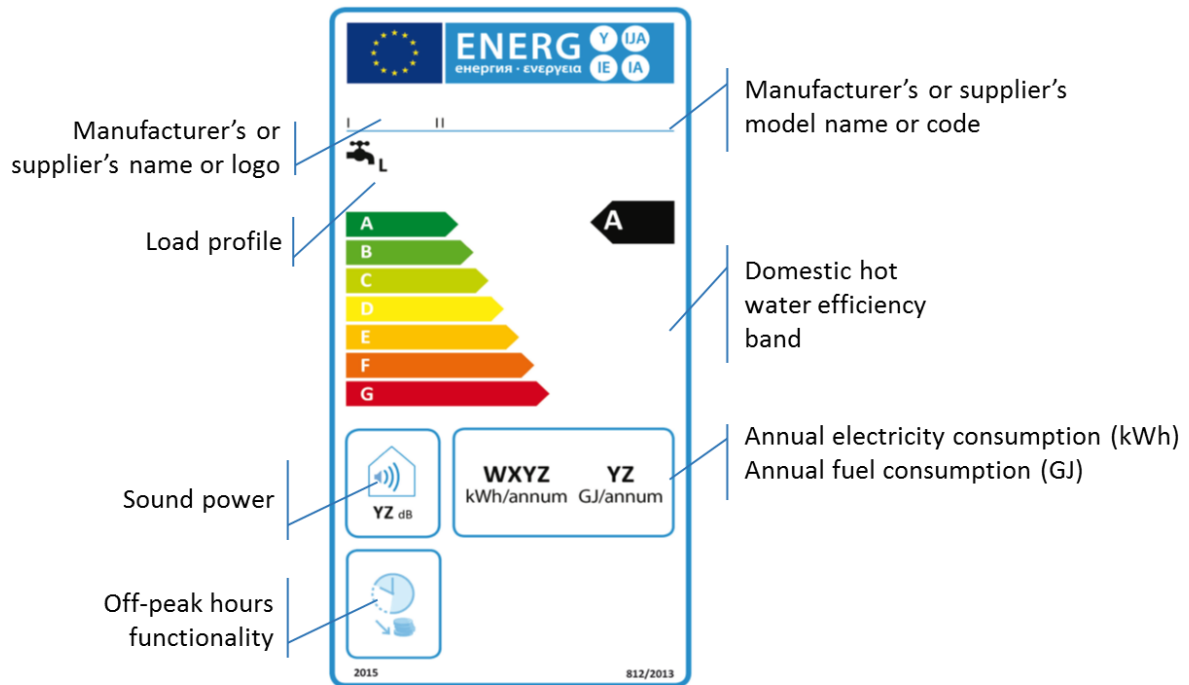 ENERG
енергия · ενεργεια
Y IJA
IE IA
Manufacturer's or supplier's
model name or code
I II
Manufacturer's or
supplier's name or logo
L
Load profile
A
A
B
C
D
E
F
G
Domestic hot
water efficiency
band
Annual electricity consumption (kWh)
Annual fuel consumption (GJ)
WXYZ YZ
kWh/annum GJ/annum
Sound power
YZ dB
Off-peak hours
functionality
2015 812/2013